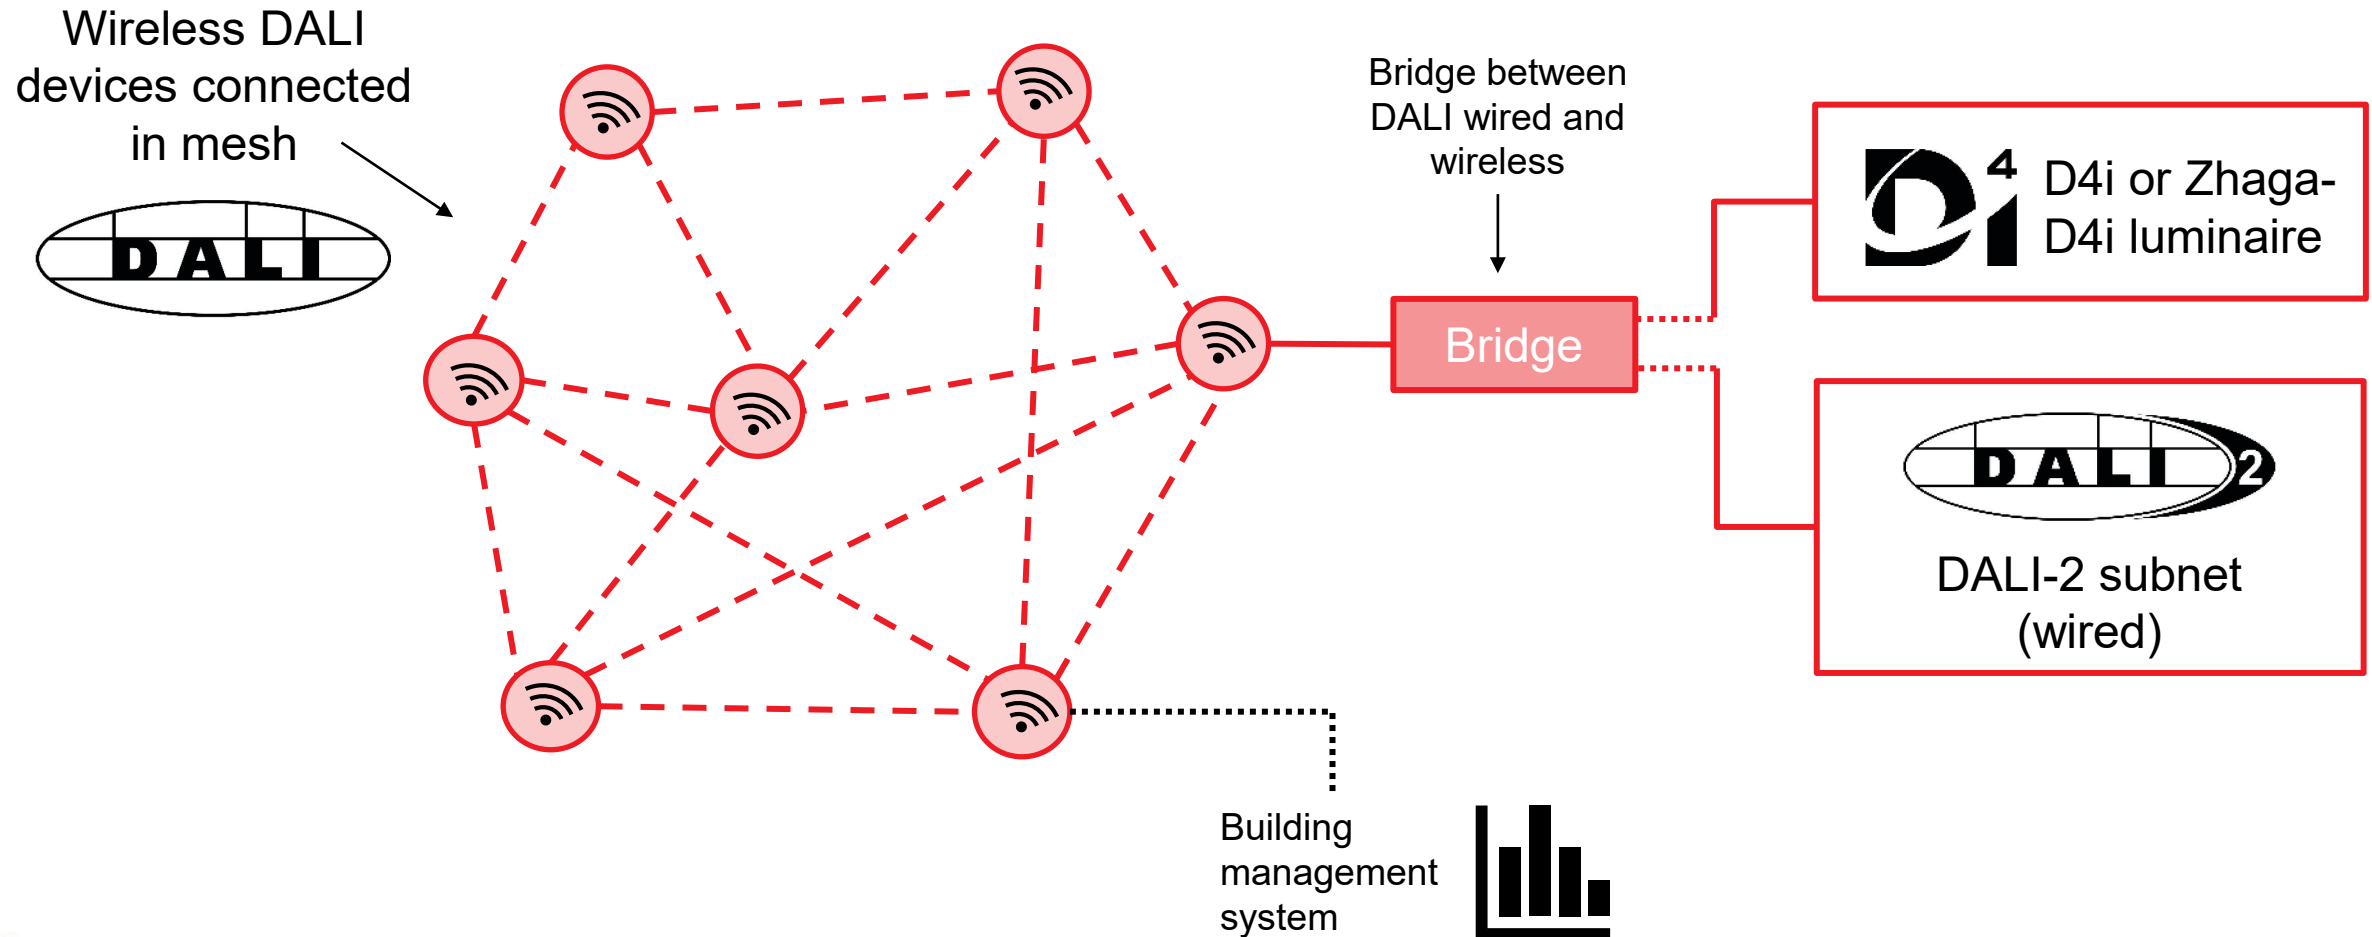 Wireless DALI
devices connected
in mesh
DALI
Bridge between
DALI wired and
wireless
Bridge
D4i
D4i or Zhaga-
D4i luminaire
DALI 2
DALI-2 subnet
(wired)
Building
management
system